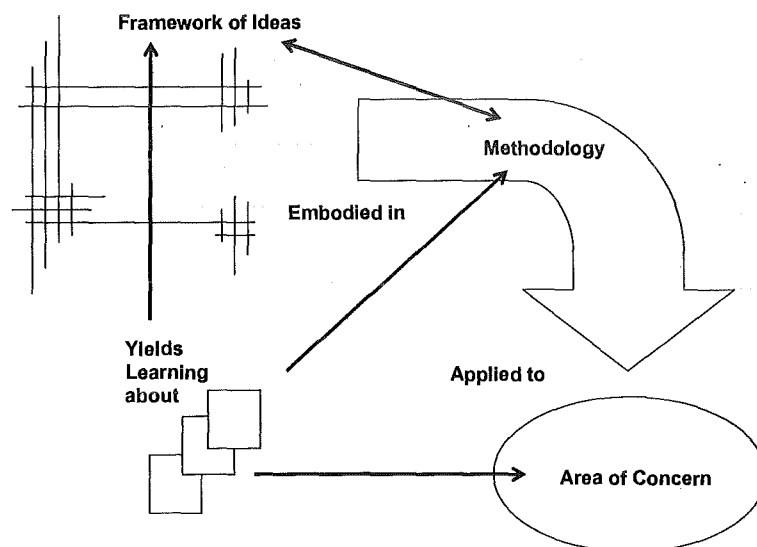 Framework of Ideas
Methodology
Embodied in
Yields
Learning
about
Applied to
Area of Concern